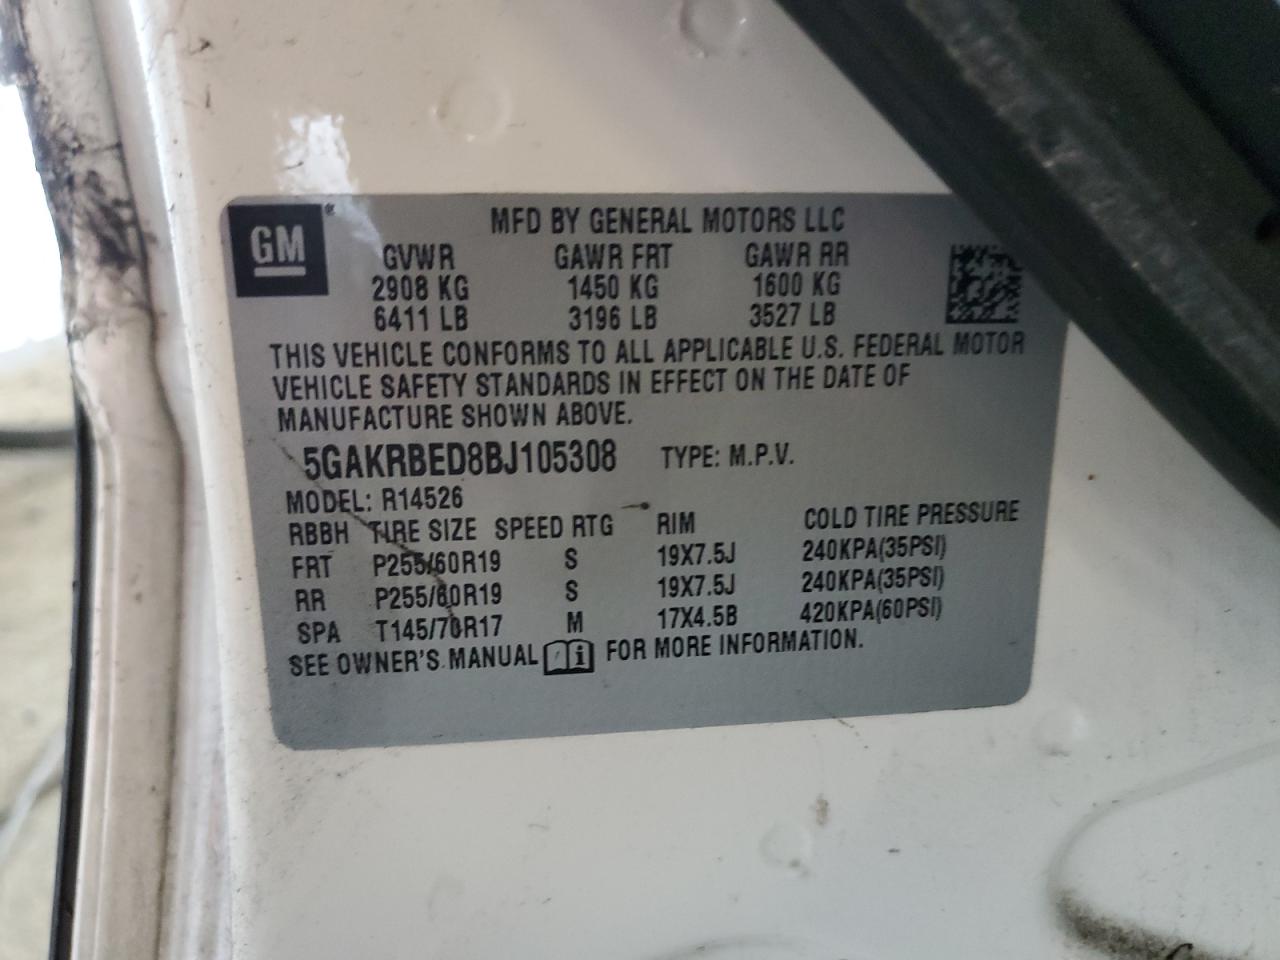 GM ®
MFD BY GENERAL MOTORS LLC
GVWR GAWR FRT GAWR RR
2908 KG 1450 KG 1600 KG
6411 LB 3196 LB 3527 LB
THIS VEHICLE CONFORMS TO ALL APPLICABLE U.S. FEDERAL MOTOR
VEHICLE SAFETY STANDARDS IN EFFECT ON THE DATE OF
MANUFACTURE SHOWN ABOVE.
5GAKRBED8BJ105308 TYPE: M.P.V.
MODEL: R14526
RBBH TIRE SIZE SPEED RTG RIM COLD TIRE PRESSURE
FRT P255/60R19 S 19X7.5J 240KPA(35PSI)
RR P255/60R19 S 19X7.5J 240KPA(35PSI)
SPA T145/70R17 M 17X4.5B 420KPA(60PSI)
SEE OWNER'S MANUAL i FOR MORE INFORMATION.